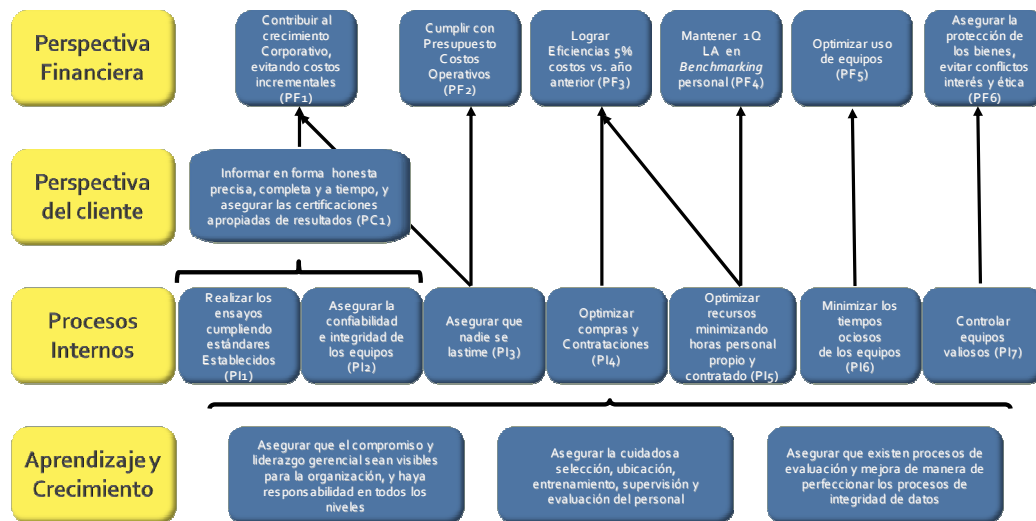 Perspectiva
Financiera
Contribuir al
crecimiento
Corporativo,
evitando costos
incrementales
(PF1)
Cumplir con
Presupuesto
Costos
Operativos
(PF2)
Lograr
Eficiencias 5%
costos vs. año
anterior (PF3)
Mantener 1Q
LA en
Benchmarking
personal (PF4)
Optimizar uso
de equipos
(PF5)
Asegurar la
protección de
los bienes,
evitar conflictos
interés y ética
(PF6)
Perspectiva
del cliente
Informar en forma honesta
precisa, completa y a tiempo, y
asegurar las certificaciones
apropiadas de resultados (PC1)
Procesos
Internos
Realizar los
ensayos
cumpliendo
estándares
Establecidos
(PI1)
Asegurar la
confiabilidad
e integridad de
los equipos
(PI2)
Asegurar que
nadie se
lastime (PI3)
Optimizar
compras y
Contrataciones
(PI4)
Optimizar
recursos
minimizando
horas personal
propio y
contratado (PI5)
Minimizar los
tiempos
ociosos
de los equipos
(PI6)
Controlar
equipos
valiosos (PI7)
Aprendizaje y
Crecimiento
Asegurar que el compromiso y
liderazgo gerencial sean visibles
para la organización, y haya
responsabilidad en todos los
niveles
Asegurar la cuidadosa
selección, ubicación,
entrenamiento, supervisión y
evaluación del personal
Asegurar que existen procesos de
evaluación y mejora de manera de
perfeccionar los procesos de
integridad de datos